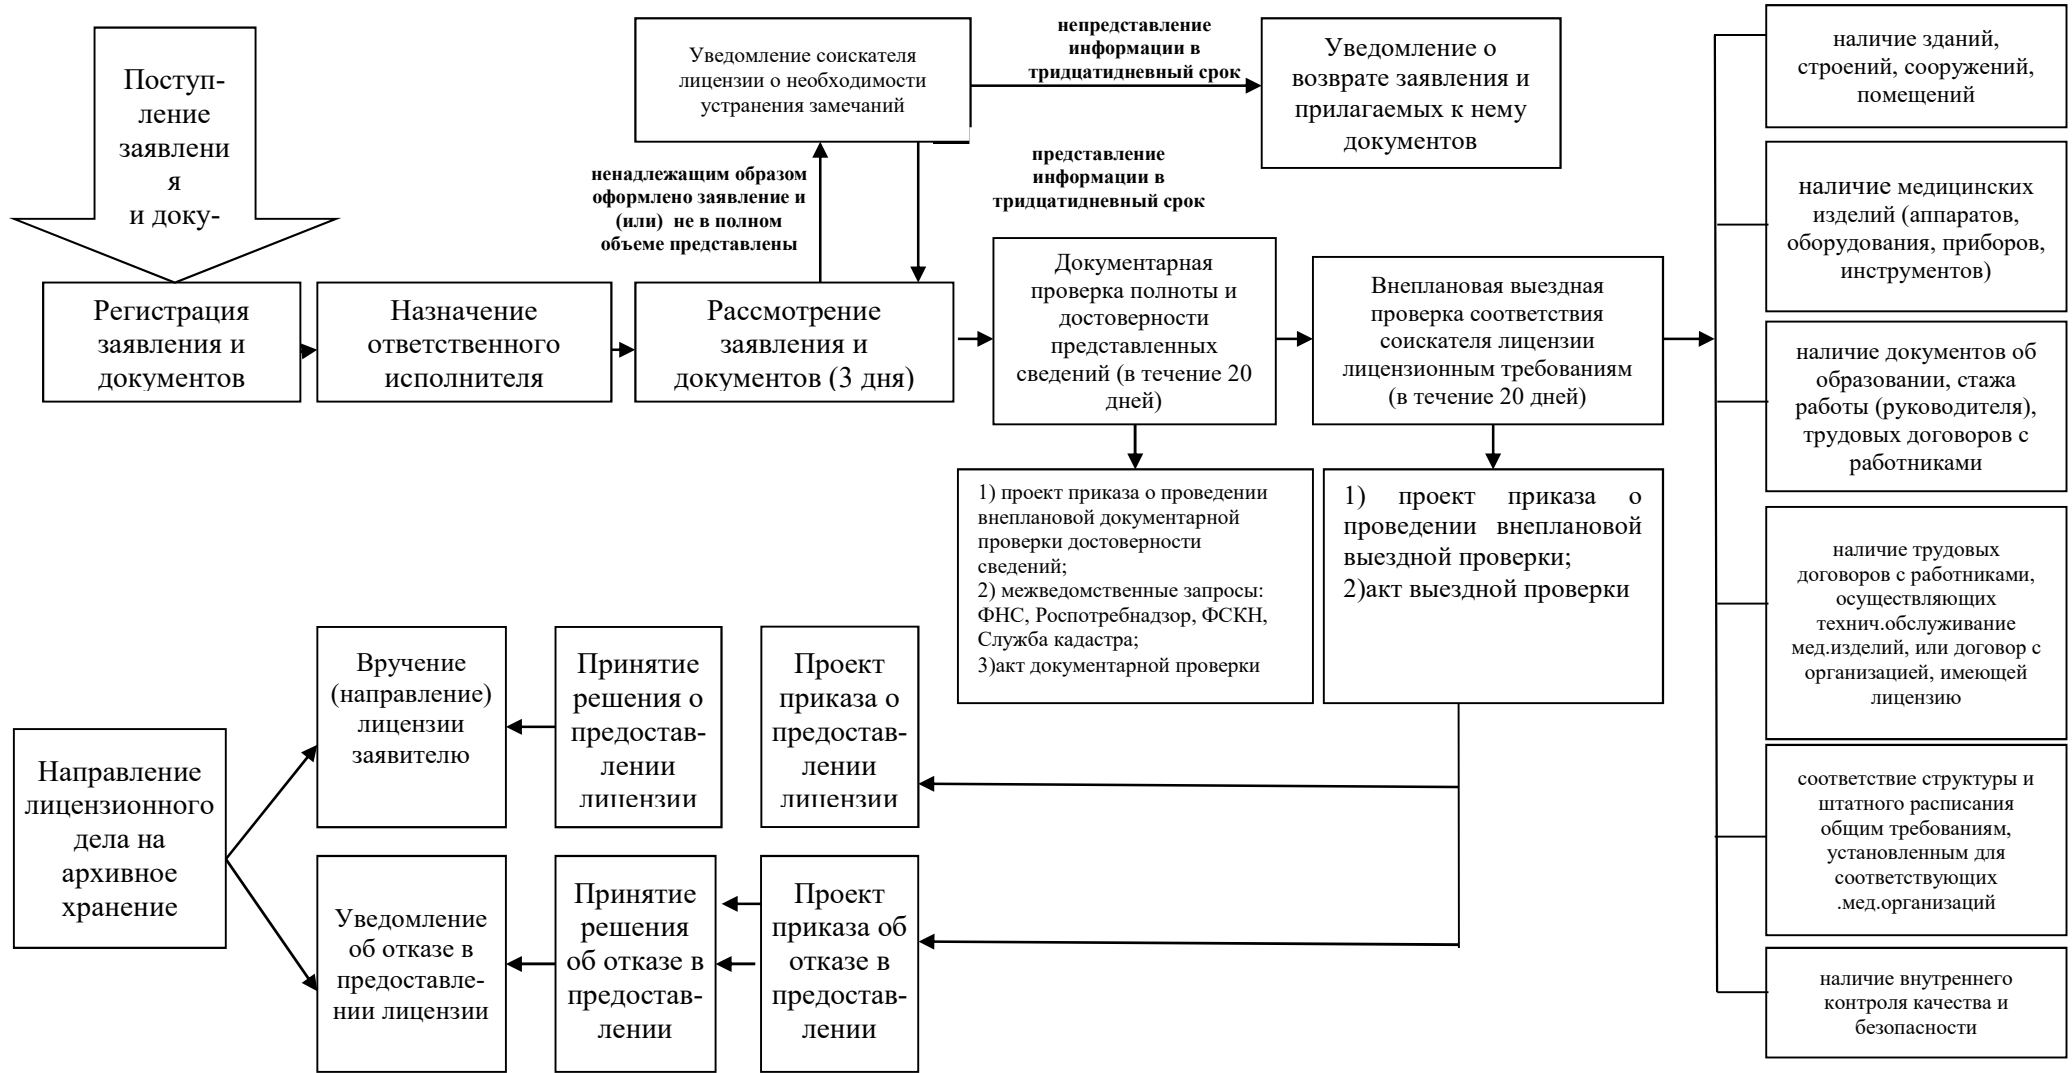 Поступ-
ление
заявлени
я
и доку-
Уведомление соискателя
лицензии о необходимости
устранения замечаний
непредставление
информации в
тридцатидневный срок
Уведомление о
возврате заявления и
прилагаемых к нему
документов
ненадлежащим образом
оформлено заявление и
(или) не в полном
объеме представлены
представление
информации в
тридцатидневный срок
Регистрация
заявления и
документов
Назначение
ответственного
исполнителя
Рассмотрение
заявления и
документов (3 дня)
Документарная
проверка полноты и
достоверности
представленных
сведений (в течение 20
дней)
Внеплановая выездная
проверка соответствия
соискателя лицензии
лицензионным требованиям
(в течение 20 дней)
наличие зданий,
строений, сооружений,
помещений
наличие медицинских
изделий (аппаратов,
оборудования, приборов,
инструментов)
наличие документов об
образовании, стажа
работы (руководителя),
трудовых договоров с
работниками
наличие трудовых
договоров с работниками,
осуществляющих
технич.обслуживание
мед.изделий, или договор с
организацией, имеющей
лицензию
соответствие структуры и
штатного расписания
общим требованиям,
установленным для
соответствующих
.мед.организаций
наличие внутреннего
контроля качества и
безопасности
1) проект приказа о проведении
внеплановой документарной
проверки достоверности
сведений;
2) межведомственные запросы:
ФНС, Роспотребнадзор, ФСКН,
Служба кадастра;
3)акт документарной проверки
1) проект приказа о
проведении внеплановой
выездной проверки;
2)акт выездной проверки
Проект
приказа о
предостав-
лении
лицензии
Принятие
решения о
предостав-
лении
лицензии
Вручение
(направление)
лицензии
заявителю
Проект
приказа об
отказе в
предостав-
лении
Принятие
решения
об отказе в
предостав-
лении
Уведомление
об отказе в
предоставле-
нии лицензии
Направление
лицензионного
дела на
архивное
хранение